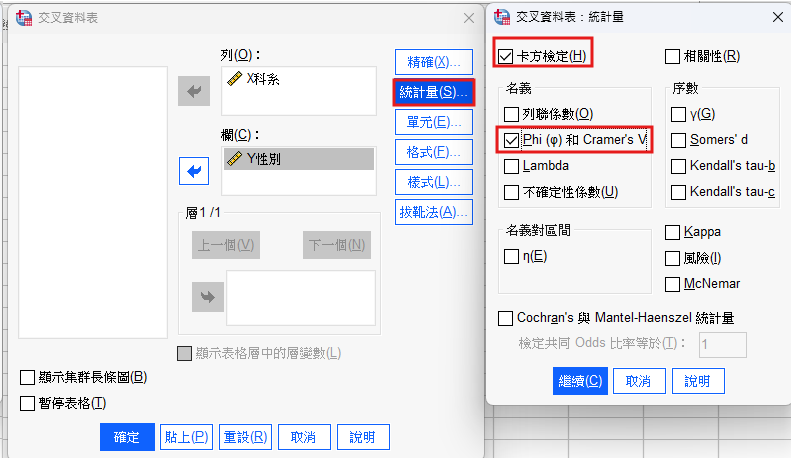 交叉資料表
列(O)：
X科系
欄(C)：
Y性別
層1 /1
上一個(V)
下一個(N)
顯示表格層中的層變數(L)
顯示集群長條圖(B)
暫停表格(T)
精確(X)...
統計量(S)...
單元(E)...
格式(F)...
樣式(L)...
拔靴法(A)...
確定
貼上(P)
重設(R)
取消
說明
交叉資料表：統計量
卡方檢定(H)
相關性(R)
名義
列聯係數(O)
Phi (φ) 和 Cramer's V
Lambda
不確定性係數(U)
序數
γ(G)
Somers' d
Kendall's tau-b
Kendall's tau-c
名義對區間
η(E)
Kappa
風險(I)
McNemar
Cochran's 與 Mantel-Haenszel 統計量
檢定共同 Odds 比率等於(T)：
1
繼續(C)
取消
說明